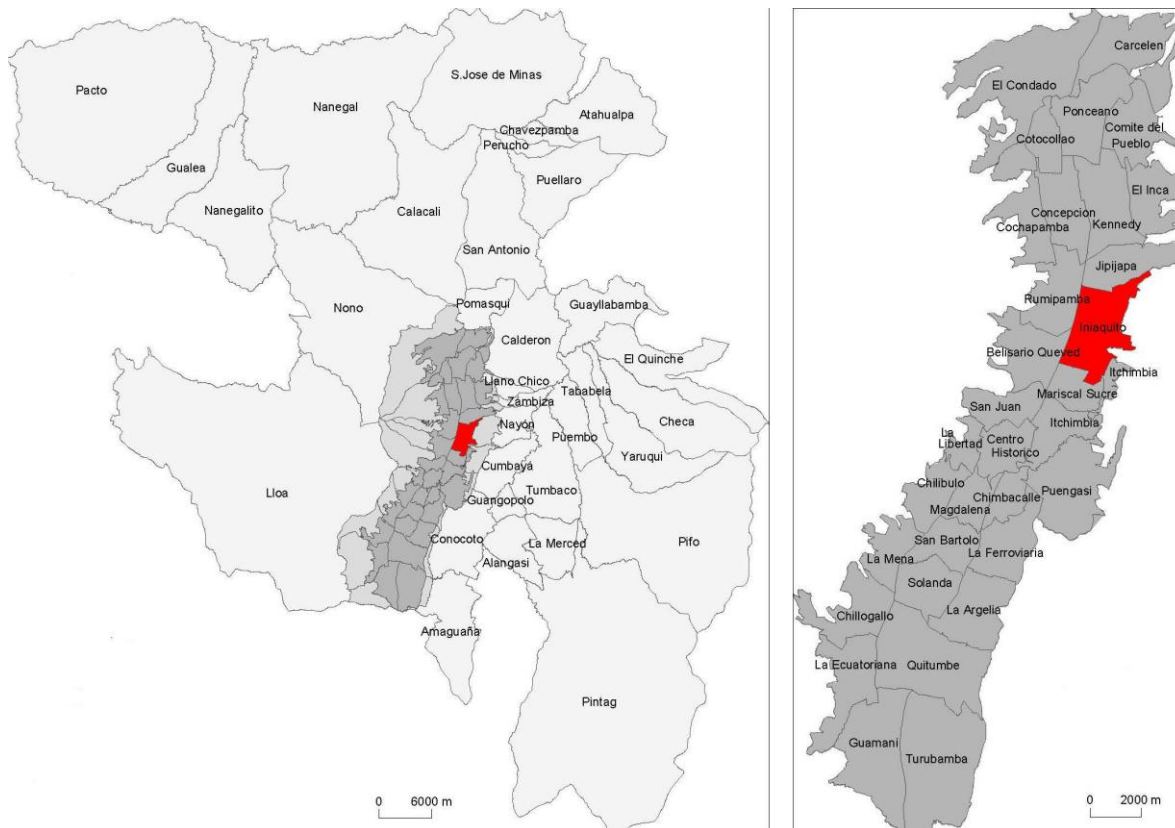 S.Jose de Minas
Pacto
Nanegal
Atahualpa
Chavezpamba
Perucho
Gualea
Puellaro
Nanegalito
Calacali
San Antonio
Nono
Pomasqui
Guayllabamba
Calderon
El Quinche
Llano Chico
Tababela
Zambiza
Checa
Nayón
Puembo
Yaruqui
Cumbayá
Lloa
Tumbaco
Guangopolo
Conocoto
La Merced
Pifo
Alangasi
Amaguaña
Pintag
0 6000 m
Carcelen
El Condado
Ponceano
Comite del
Pueblo
Cotocollao
El Inca
Concepcion
Cochapamba
Kennedy
Jipijapa
Rumipamba
Iniaquito
Belisario Queved
Itchimbia
Mariscal Sucre
San Juan
Itchimbia
La
Libertad
Centro
Historico
Chilibulo
Puengasi
Chimbacalle
Magdalena
San Bartolo
La Ferroviaria
La Mena
Solanda
La Argelia
Chillogallo
La Ecuatoriana
Quitumbe
Guamani
Turubamba
0 2000 m